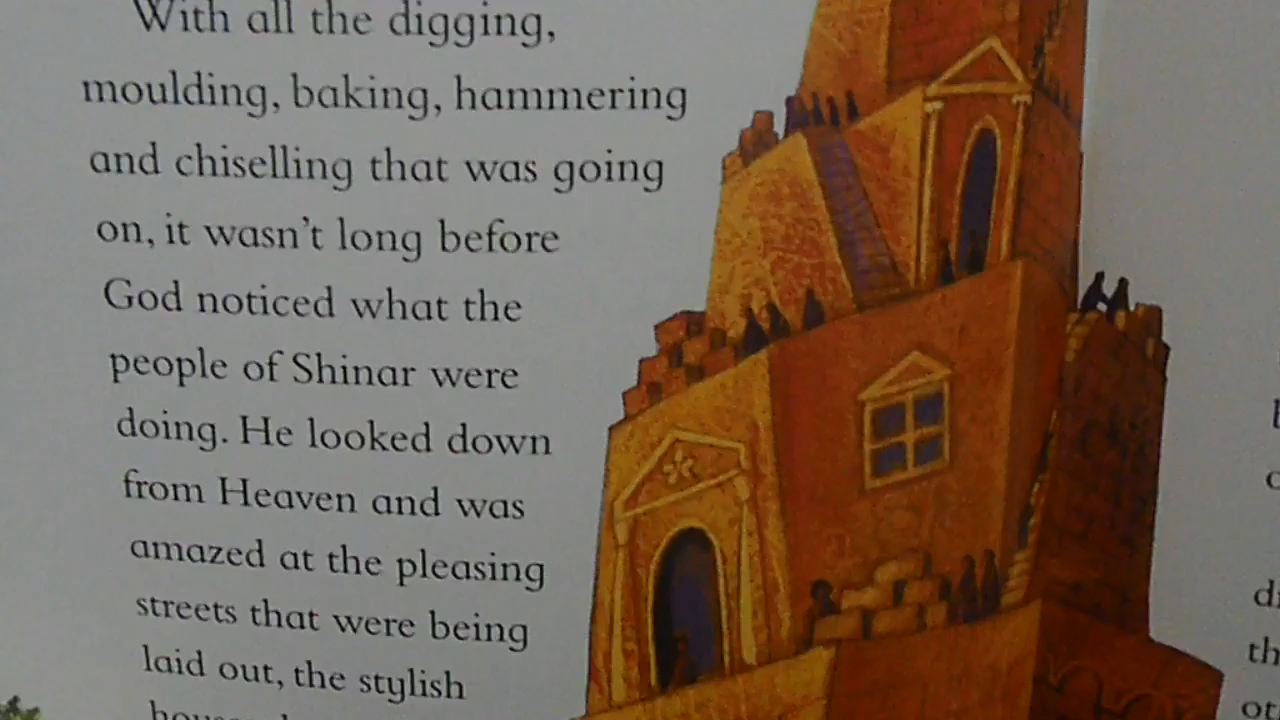 With all the digging,
moulding, baking, hammering
and chiselling that was going
on, it wasn't long before
God noticed what the
people of Shinar were
doing. He looked down
from Heaven and was
amazed at the pleasing
streets that were being
laid out, the stylish